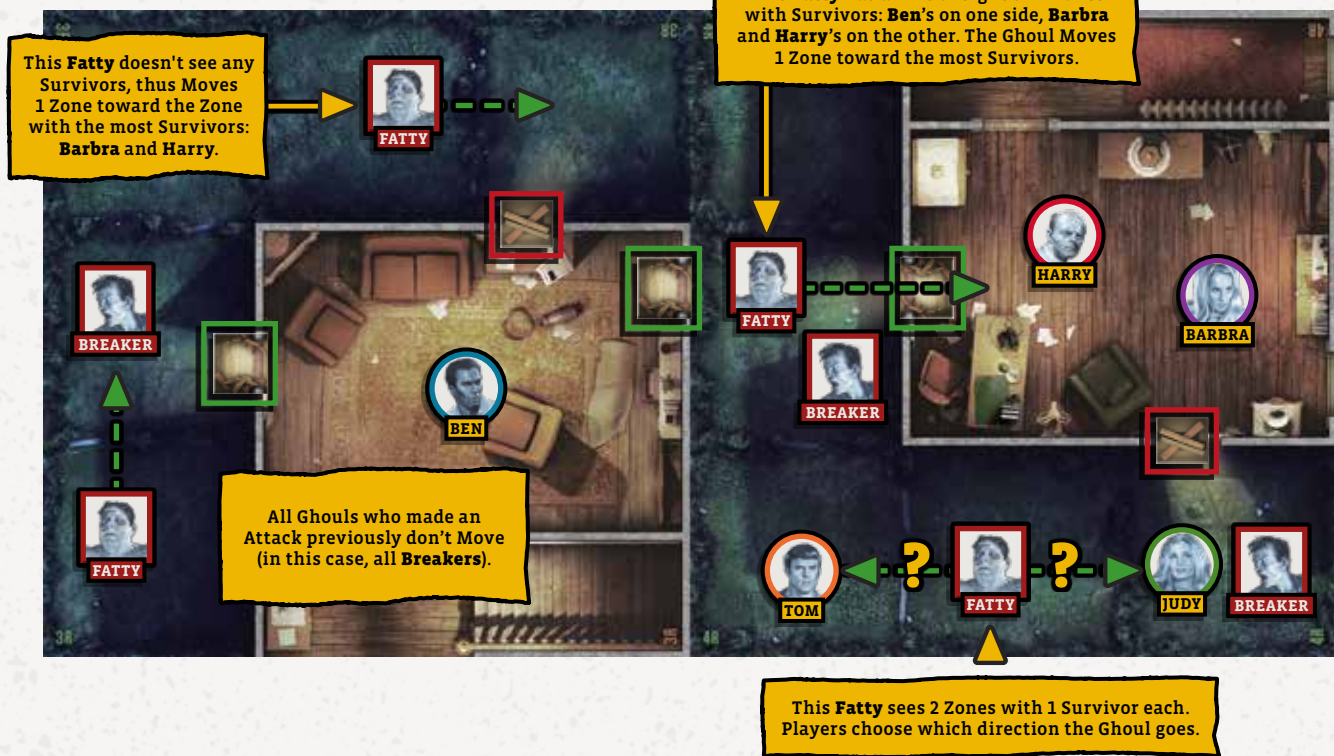 This Fatty doesn't see any
Survivors, thus Moves
1 Zone toward the Zone
with the most Survivors:
Barbra and Harry.
with Survivors: Ben's on one side, Barbra
and Harry's on the other. The Ghoul Moves
1 Zone toward the most Survivors.
FATTY
BREAKER
FATTY
BEN
FATTY
BREAKER
HARRY
BARBRA
All Ghouls who made an
Attack previously don't Move
(in this case, all Breakers).
TOM
?
FATTY
?
JUDY
BREAKER
This Fatty sees 2 Zones with 1 Survivor each.
Players choose which direction the Ghoul goes.